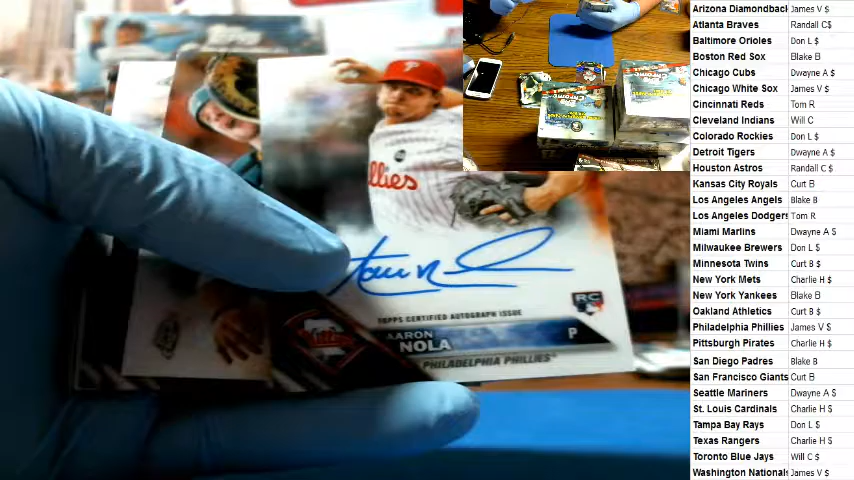 Topps
Phillies
RC
TOPPS CERTIFIED AUTOGRAPH ISSUE
AARON
NOLA
P
PHILADELPHIA PHILLIES
Chrome
Arizona Diamondback James V $
Atlanta Braves Randall C$
Baltimore Orioles Don L $
Boston Red Sox Blake B
Chicago Cubs Dwayne A $
Chicago White Sox James V $
Cincinnati Reds Tom R
Cleveland Indians Will C
Colorado Rockies Don L $
Detroit Tigers Dwayne A $
Houston Astros Randall C $
Kansas City Royals Curt B
Los Angeles Angels Blake B
Los Angeles Dodgers Tom R
Miami Marlins Dwayne A $
Milwaukee Brewers Don L $
Minnesota Twins Curt B $
New York Mets Charlie H $
New York Yankees Blake B
Oakland Athletics Curt B $
Philadelphia Phillies James V $
Pittsburgh Pirates Charlie H $
San Diego Padres Blake B
San Francisco Giants Curt B
Seattle Mariners Dwayne A $
St. Louis Cardinals Charlie H $
Tampa Bay Rays Don L $
Texas Rangers Charlie H $
Toronto Blue Jays Will C $
Washington Nationals James V $